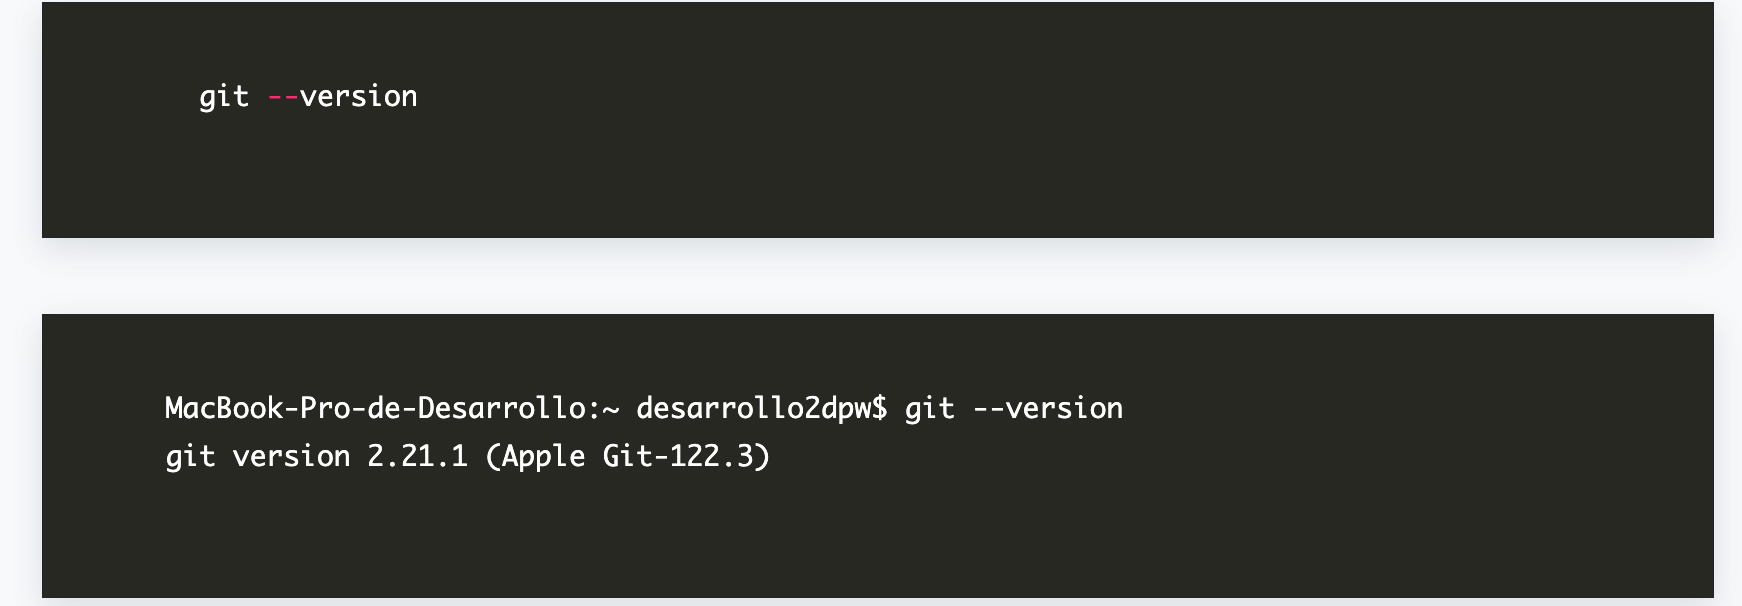 git --version
MacBook-Pro-de-Desarrollo:~ desarrollo2dpw$ git --version
git version 2.21.1 (Apple Git-122.3)